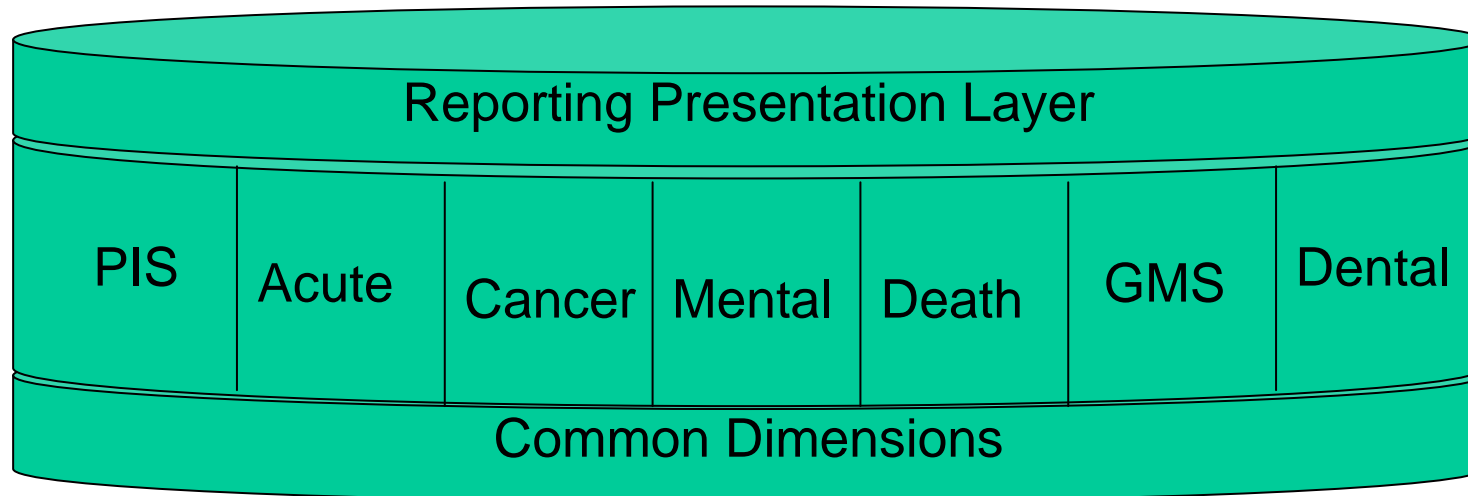 Reporting Presentation Layer
PIS
Acute
Cancer
Mental
Death
GMS
Dental
Common Dimensions